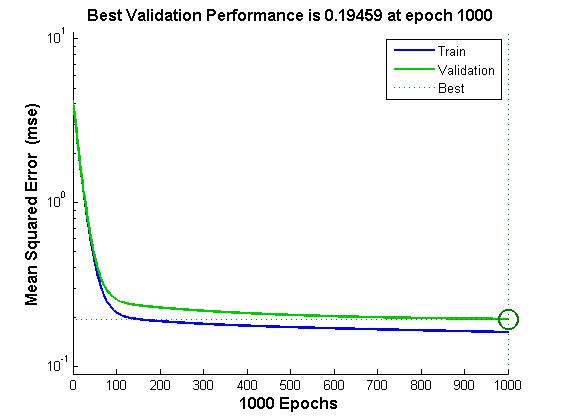 Best Validation Performance is 0.19459 at epoch 1000
Mean Squared Error (mse)
10^1
10^0
10^-1
Train
Validation
Best
0 100 200 300 400 500 600 700 800 900 1000
1000 Epochs